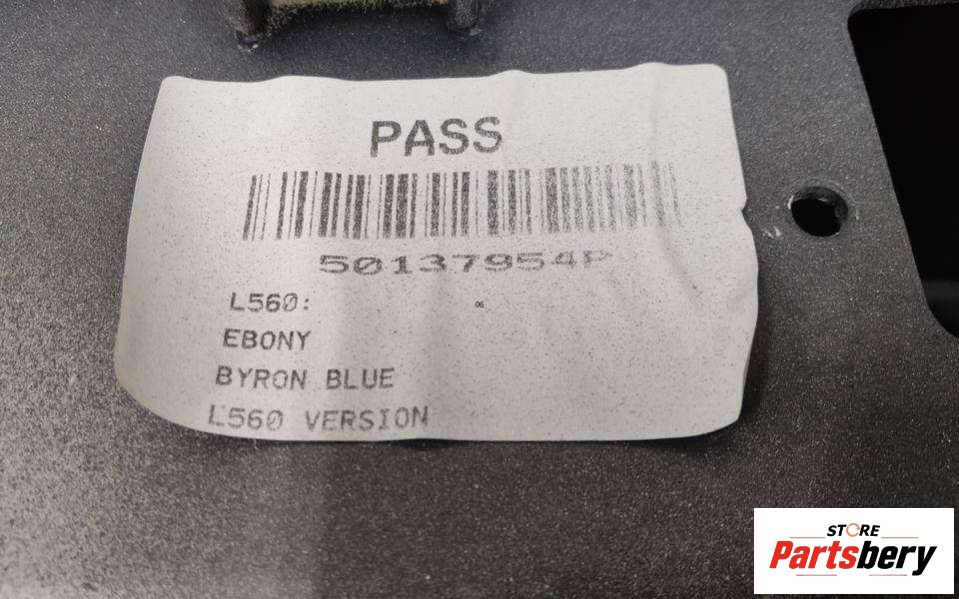 PASS
50137954P
L560:
06
EBONY
BYRON BLUE
L560 VERSION
STORE
Partsbery